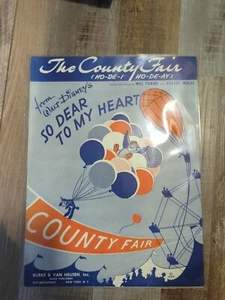 The County Fair
(HO-DE-I HO-DE-AY)
from
Walt Disney's
SO DEAR
TO MY HEART
COUNTY FAIR
BURKE & VAN HEUSEN, Inc.
NEW YORK, N.Y.